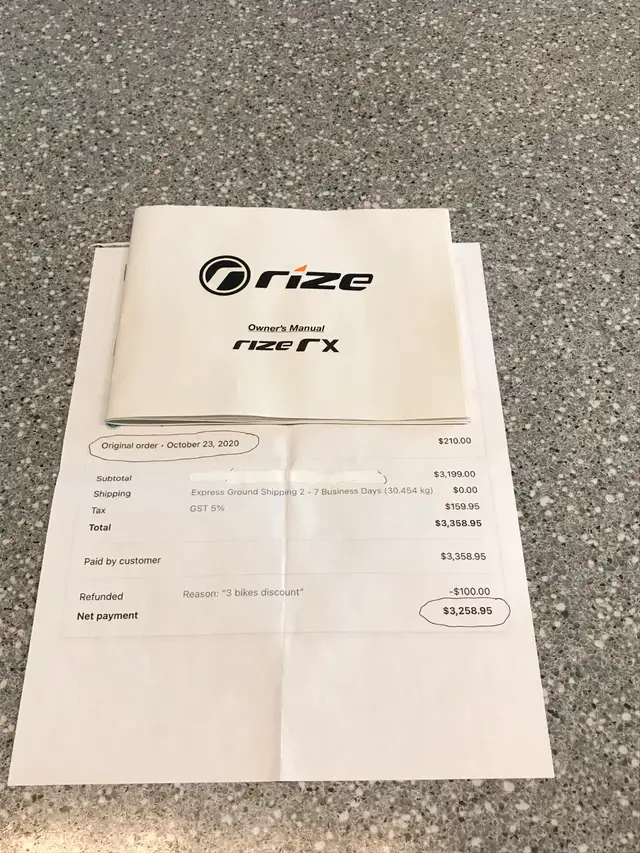 rize
Owner's Manual
rize rx
Original order • October 23, 2020 $210.00
Subtotal $3,199.00
Shipping Express Ground Shipping 2 - 7 Business Days (30.454 kg) $0.00
Tax GST 5% $159.95
Total $3,358.95
Paid by customer $3,358.95
Refunded Reason: "3 bikes discount" -$100.00
Net payment $3,258.95